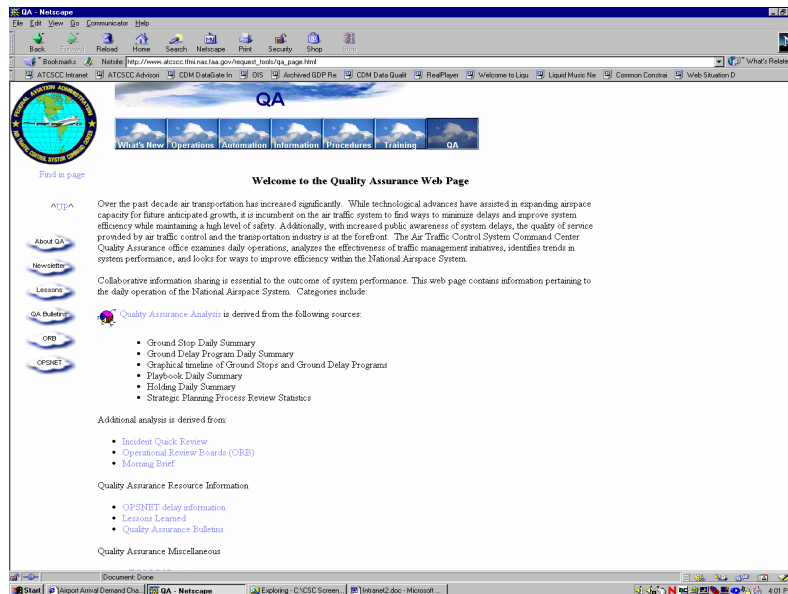 QA - Netscape
File Edit View Go Communicator Help
Back Forward Reload Home Search Netscape Print Security Shop Stop
Bookmarks Netsite: http://www.atcscc.tfmi.nas.faa.gov/request_tools/qa_page.html What's Relate
ATCSCC Intranet ATCSCC Advisori CDM DataGate In OIS Archived GDP Re CDM Data Qualit RealPlayer Welcome to Liqu Liquid Music Ne Common Constrai Web Situation D
FEDERAL AVIATION ADMINISTRATION
AIR TRAFFIC CONTROL SYSTEM COMMAND CENTER
QA
What's New Operations Automation Information Procedures Training QA
Find in page
^UP^
About QA
Newsletter
Lessons
QA Bulletins
ORB
OPSNET
Welcome to the Quality Assurance Web Page
Over the past decade air transportation has increased significantly. While technological advances have assisted in expanding airspace
capacity for future anticipated growth, it is incumbent on the air traffic system to find ways to minimize delays and improve system
efficiency while maintaining a high level of safety. Additionally, with increased public awareness of system delays, the quality of service
provided by air traffic control and the transportation industry is at the forefront. The Air Traffic Control System Command Center
Quality Assurance office examines daily operations, analyzes the effectiveness of traffic management initiatives, identifies trends in
system performance, and looks for ways to improve efficiency within the National Airspace System.
Collaborative information sharing is essential to the outcome of system performance. This web page contains information pertaining to
the daily operation of the National Airspace System. Categories include:
Quality Assurance Analysis is derived from the following sources:
• Ground Stop Daily Summary
• Ground Delay Program Daily Summary
• Graphical timeline of Ground Stops and Ground Delay Programs
• Playbook Daily Summary
• Holding Daily Summary
• Strategic Planning Process Review Statistics
Additional analysis is derived from:
• Incident Quick Review
• Operational Review Boards (ORB)
• Morning Brief
Quality Assurance Resource Information
• OPSNET delay information
• Lessons Learned
• Quality Assurance Bulletins
Quality Assurance Miscellaneous
Document: Done
Start Airport Arrival Demand Cha... QA - Netscape Exploring - C:\CSC Screen... Intranet2.doc - Microsoft ... 4:01 P